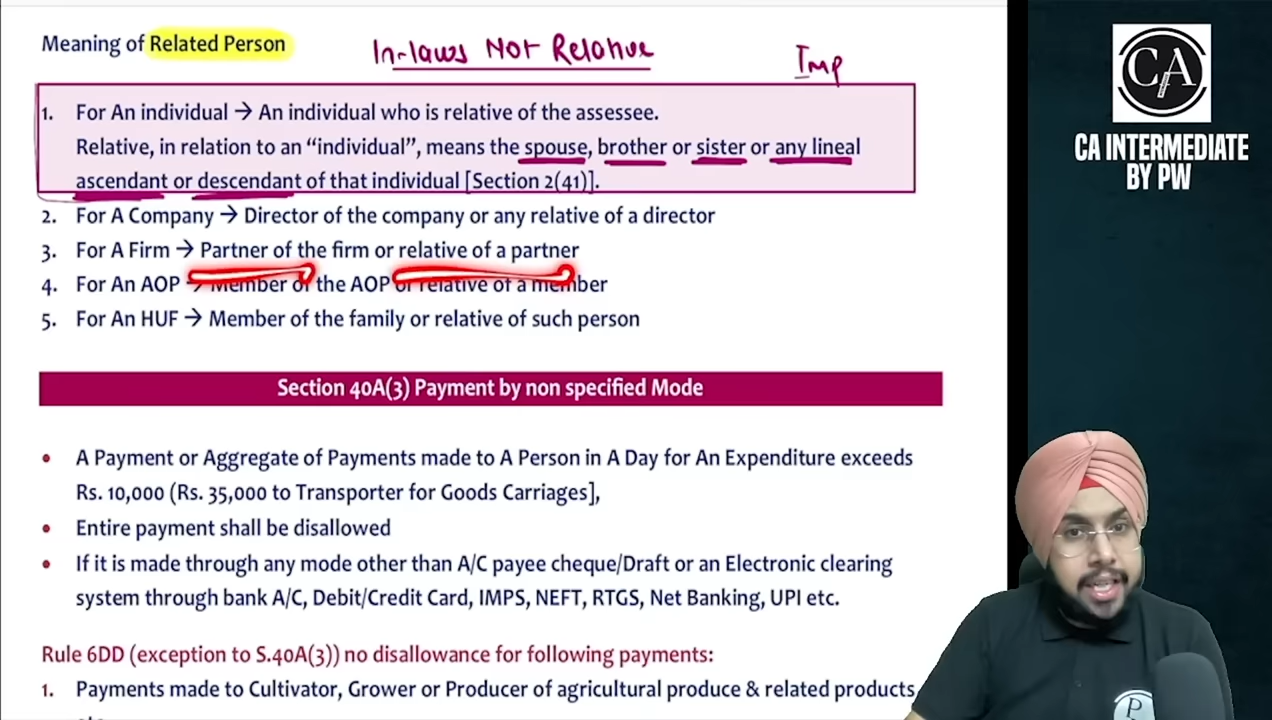 Meaning of Related Person
In-laws Not Relative
Imp
1. For An individual → An individual who is relative of the assessee.
Relative, in relation to an “individual”, means the spouse, brother or sister or any lineal
ascendant or descendant of that individual [Section 2(41)].
2. For A Company → Director of the company or any relative of a director
3. For A Firm → Partner of the firm or relative of a partner
4. For An AOP → Member of the AOP or relative of a member
5. For An HUF → Member of the family or relative of such person
Section 40A(3) Payment by non specified Mode
• A Payment or Aggregate of Payments made to A Person in A Day for An Expenditure exceeds
Rs. 10,000 (Rs. 35,000 to Transporter for Goods Carriages],
• Entire payment shall be disallowed
• If it is made through any mode other than A/C payee cheque/Draft or an Electronic clearing
system through bank A/C, Debit/Credit Card, IMPS, NEFT, RTGS, Net Banking, UPI etc.
Rule 6DD (exception to S.40A(3)) no disallowance for following payments:
1. Payments made to Cultivator, Grower or Producer of agricultural produce & related products
CA
CA INTERMEDIATE
BY PW
P